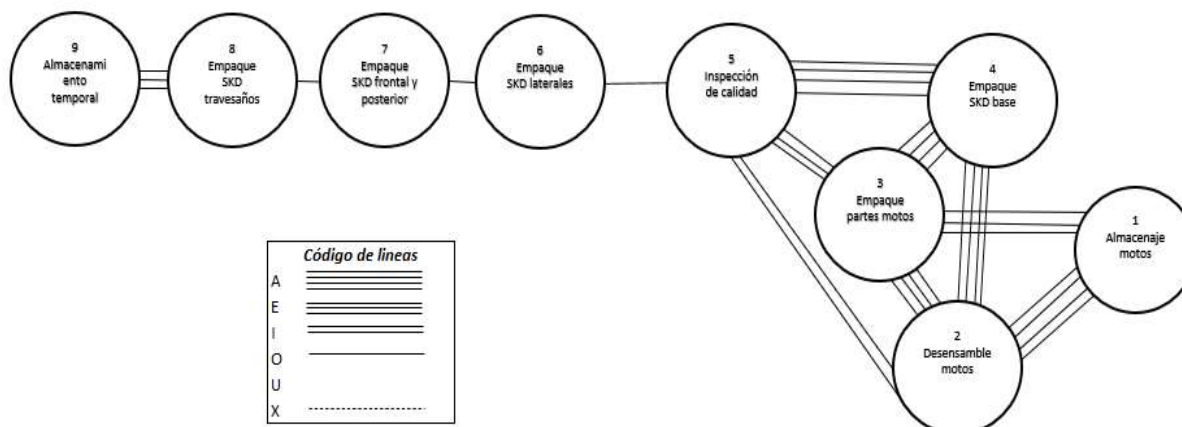 9
Almacenami
ento
temporal
8
Empaque
SKD
travesaños
7
Empaque
SKD frontal y
posterior
6
Empaque
SKD laterales
5
Inspección
de calidad
4
Empaque
SKD base
3
Empaque
partes motos
1
Almacenaje
motos
2
Desensamble
motos
Código de lineas
A
E
I
O
U
X